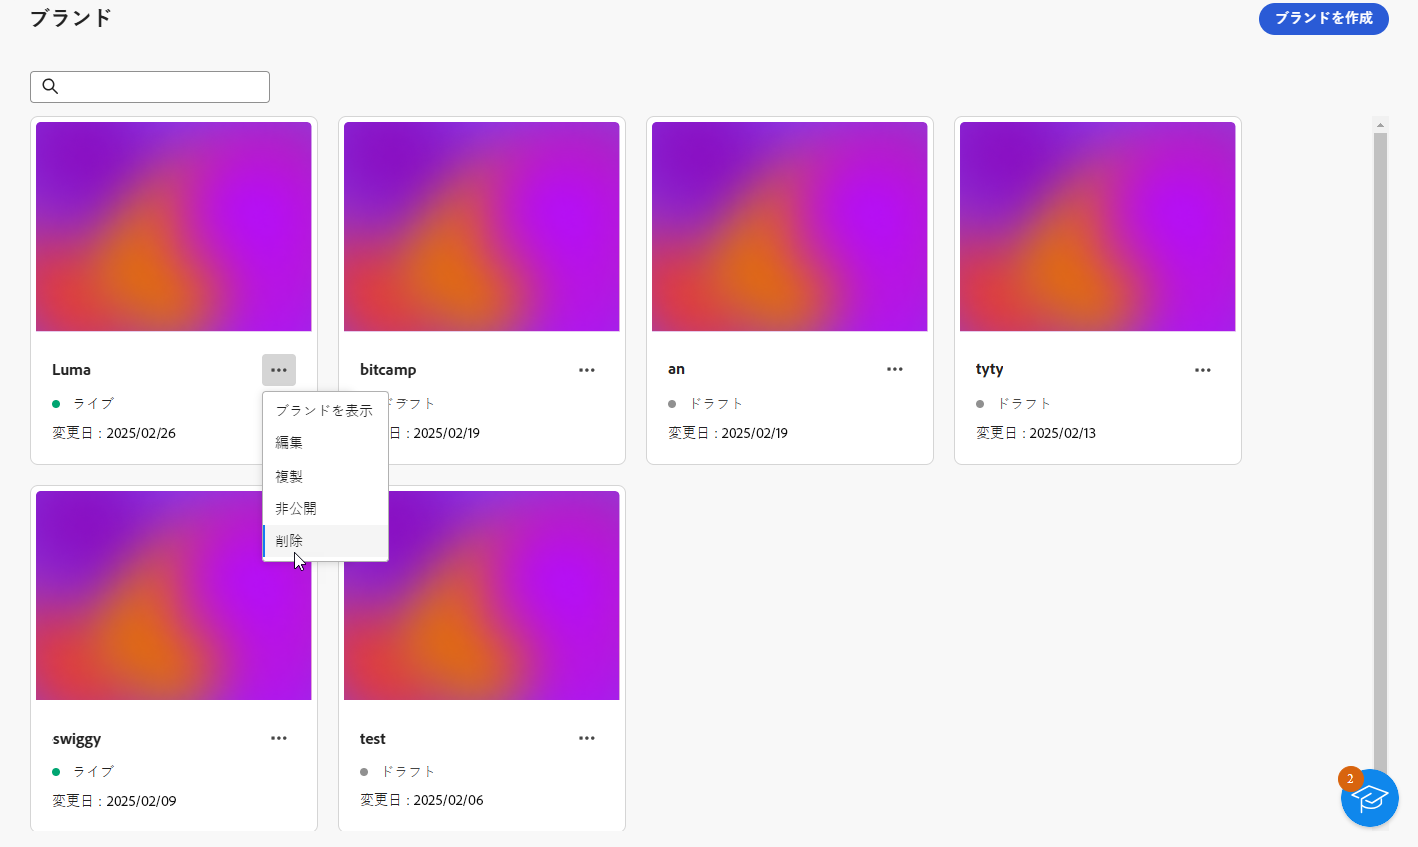 ブランド
ブランドを作成
Luma
ライブ
変更日 : 2025/02/26
ブランドを表示
編集
複製
非公開
削除
bitcamp
ドラフト
日 : 2025/02/19
an
ドラフト
変更日 : 2025/02/19
tyty
ドラフト
変更日 : 2025/02/13
swiggy
ライブ
変更日 : 2025/02/09
test
ドラフト
変更日 : 2025/02/06
2